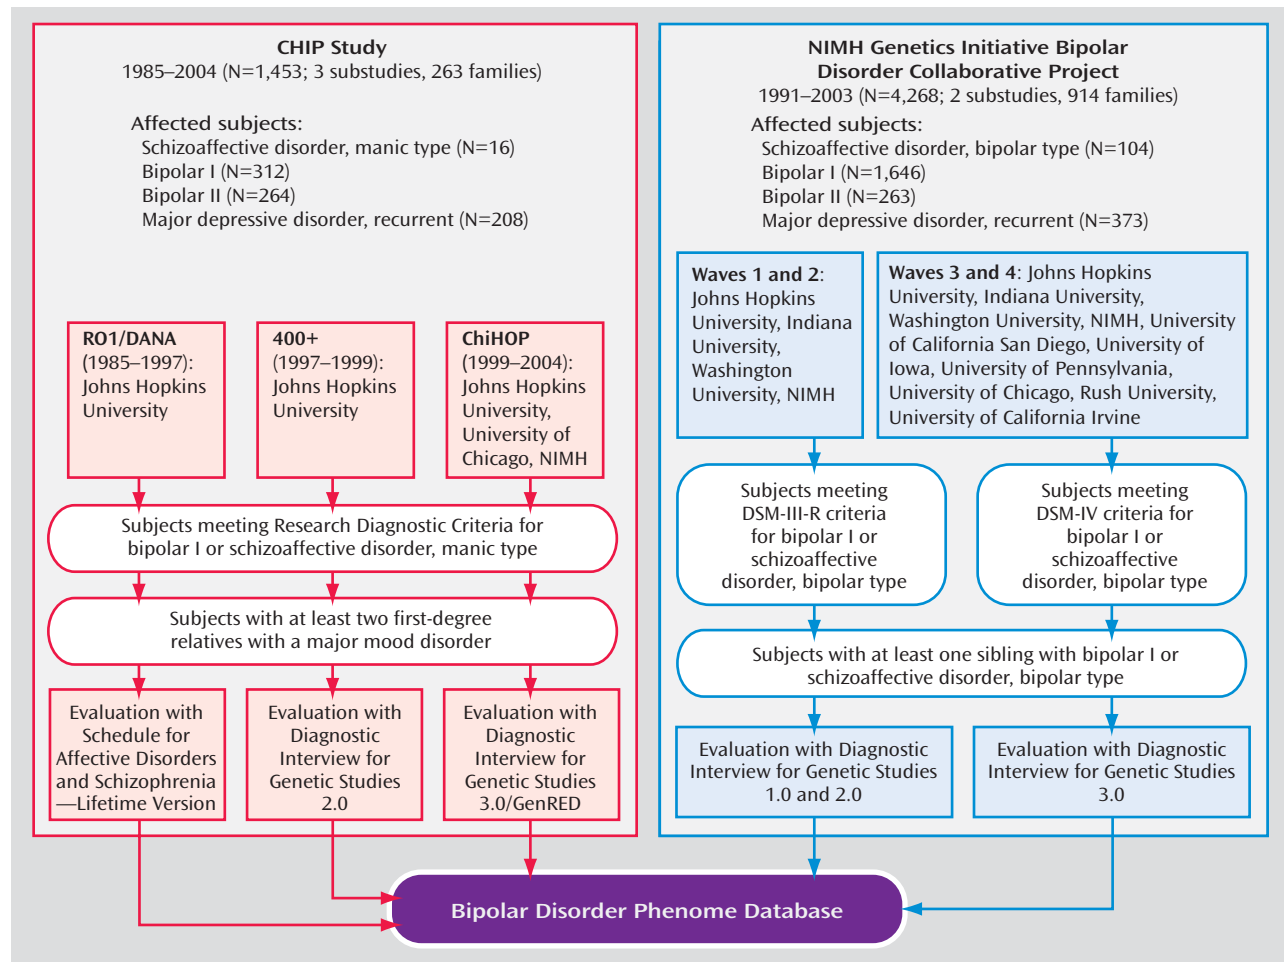 CHIP Study
1985–2004 (N=1,453; 3 substudies, 263 families)
Affected subjects:
Schizoaffective disorder, manic type (N=16)
Bipolar I (N=312)
Bipolar II (N=264)
Major depressive disorder, recurrent (N=208)
RO1/DANA
(1985–1997):
Johns Hopkins
University
400+
(1997–1999):
Johns Hopkins
University
ChiHOP
(1999–2004):
Johns Hopkins
University,
University of
Chicago, NIMH
Subjects meeting Research Diagnostic Criteria for
bipolar I or schizoaffective disorder, manic type
Subjects with at least two first-degree
relatives with a major mood disorder
Evaluation with
Schedule for
Affective Disorders
and Schizophrenia
—Lifetime Version
Evaluation with
Diagnostic
Interview for
Genetic Studies
2.0
Evaluation with
Diagnostic
Interview for
Genetic Studies
3.0/GenRED
NIMH Genetics Initiative Bipolar
Disorder Collaborative Project
1991–2003 (N=4,268; 2 substudies, 914 families)
Affected subjects:
Schizoaffective disorder, bipolar type (N=104)
Bipolar I (N=1,646)
Bipolar II (N=263)
Major depressive disorder, recurrent (N=373)
Waves 1 and 2:
Johns Hopkins
University, Indiana
University,
Washington
University, NIMH
Waves 3 and 4: Johns Hopkins
University, Indiana University,
Washington University, NIMH, University
of California San Diego, University of
Iowa, University of Pennsylvania,
University of Chicago, Rush University,
University of California Irvine
Subjects meeting
DSM-III-R criteria
for bipolar I or
schizoaffective
disorder, bipolar type
Subjects meeting
DSM-IV criteria for
bipolar I or
schizoaffective
disorder, bipolar type
Subjects with at least one sibling with bipolar I or
schizoaffective disorder, bipolar type
Evaluation with Diagnostic
Interview for Genetic Studies
1.0 and 2.0
Evaluation with Diagnostic
Interview for Genetic Studies
3.0
Bipolar Disorder Phenome Database